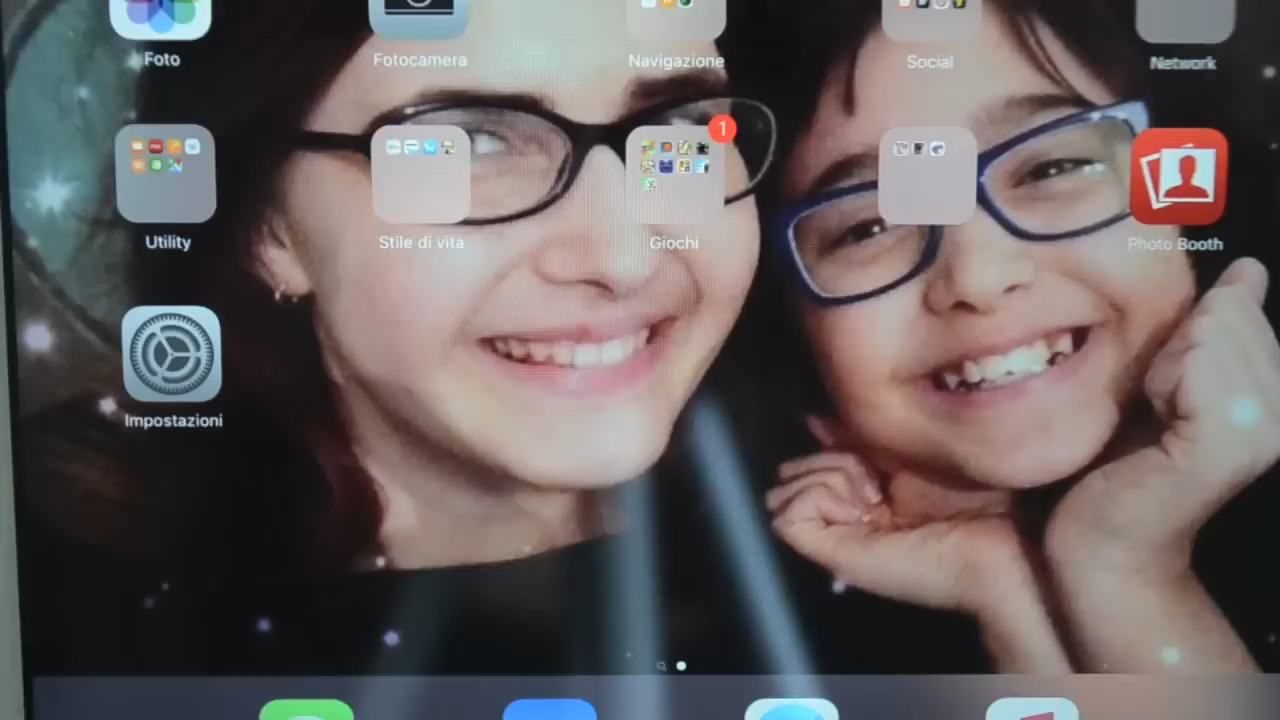 Foto
Fotocamera
Navigazione
Social
Network
1
Utility
Stile di vita
Giochi
Photo Booth
Impostazioni